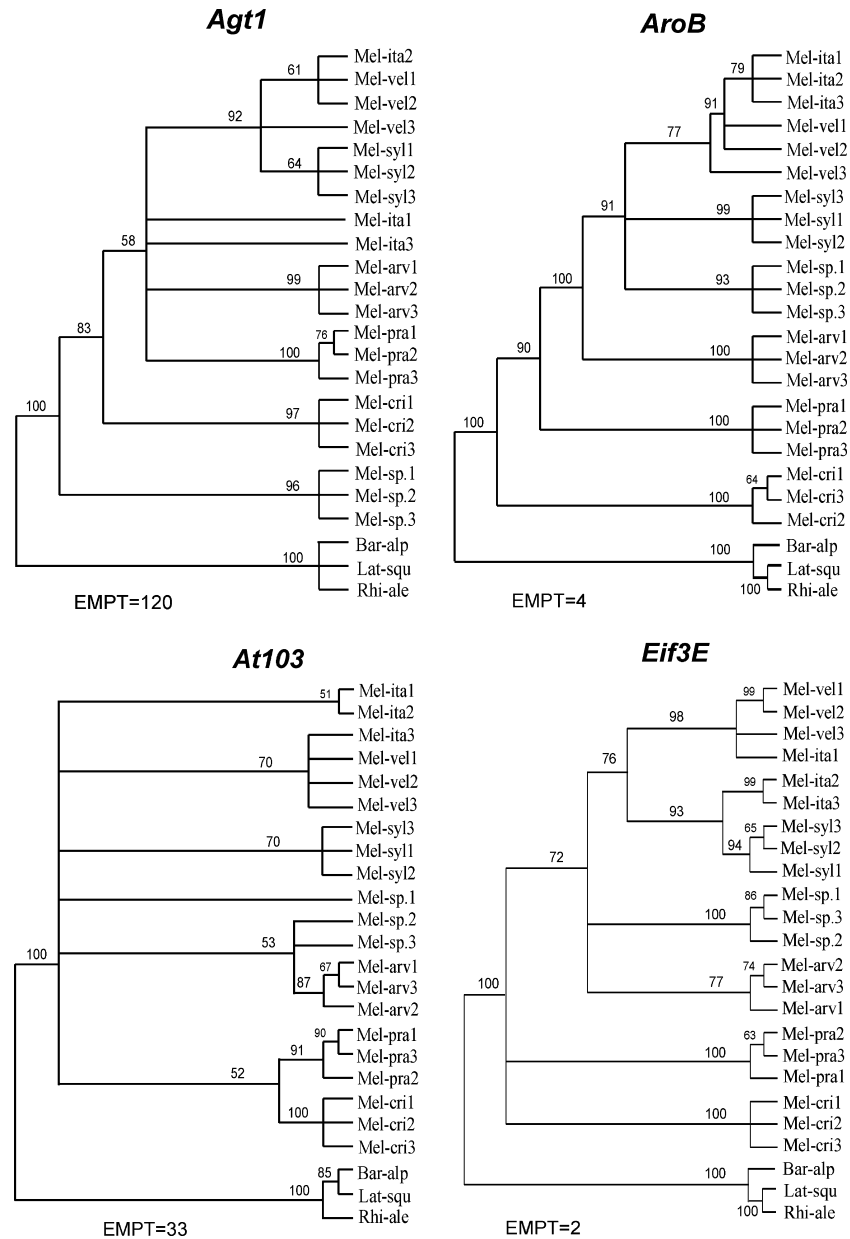 Agt1
61
92
64
58
99
76
100
83
97
100
96
100
Mel-ita2
Mel-vel1
Mel-vel2
Mel-vel3
Mel-syl1
Mel-syl2
Mel-syl3
Mel-ita1
Mel-ita3
Mel-arv1
Mel-arv2
Mel-arv3
Mel-pra1
Mel-pra2
Mel-pra3
Mel-cri1
Mel-cri2
Mel-cri3
Mel-sp.1
Mel-sp.2
Mel-sp.3
Bar-alp
Lat-squ
Rhi-ale
EMPT=120
AroB
79
91
77
91
99
93
100
100
90
100
100
64
100
100
100
Mel-ita1
Mel-ita2
Mel-ita3
Mel-vel1
Mel-vel2
Mel-vel3
Mel-syl3
Mel-syl1
Mel-syl2
Mel-sp.1
Mel-sp.2
Mel-sp.3
Mel-arv1
Mel-arv2
Mel-arv3
Mel-pra1
Mel-pra2
Mel-pra3
Mel-cri1
Mel-cri3
Mel-cri2
Bar-alp
Lat-squ
Rhi-ale
EMPT=4
At103
51
70
70
53
67
87
100
90
91
52
100
85
100
Mel-ita1
Mel-ita2
Mel-ita3
Mel-vel1
Mel-vel2
Mel-vel3
Mel-syl3
Mel-syl1
Mel-syl2
Mel-sp.1
Mel-sp.2
Mel-sp.3
Mel-arv1
Mel-arv3
Mel-arv2
Mel-pra1
Mel-pra3
Mel-pra2
Mel-cri1
Mel-cri2
Mel-cri3
Bar-alp
Lat-squ
Rhi-ale
EMPT=33
Eif3E
99
98
76
99
93
65
94
72
86
100
74
77
100
63
100
100
100
100
Mel-vel1
Mel-vel2
Mel-vel3
Mel-ita1
Mel-ita2
Mel-ita3
Mel-syl3
Mel-syl2
Mel-syl1
Mel-sp.1
Mel-sp.3
Mel-sp.2
Mel-arv2
Mel-arv3
Mel-arv1
Mel-pra2
Mel-pra3
Mel-pra1
Mel-cri1
Mel-cri2
Mel-cri3
Bar-alp
Lat-squ
Rhi-ale
EMPT=2